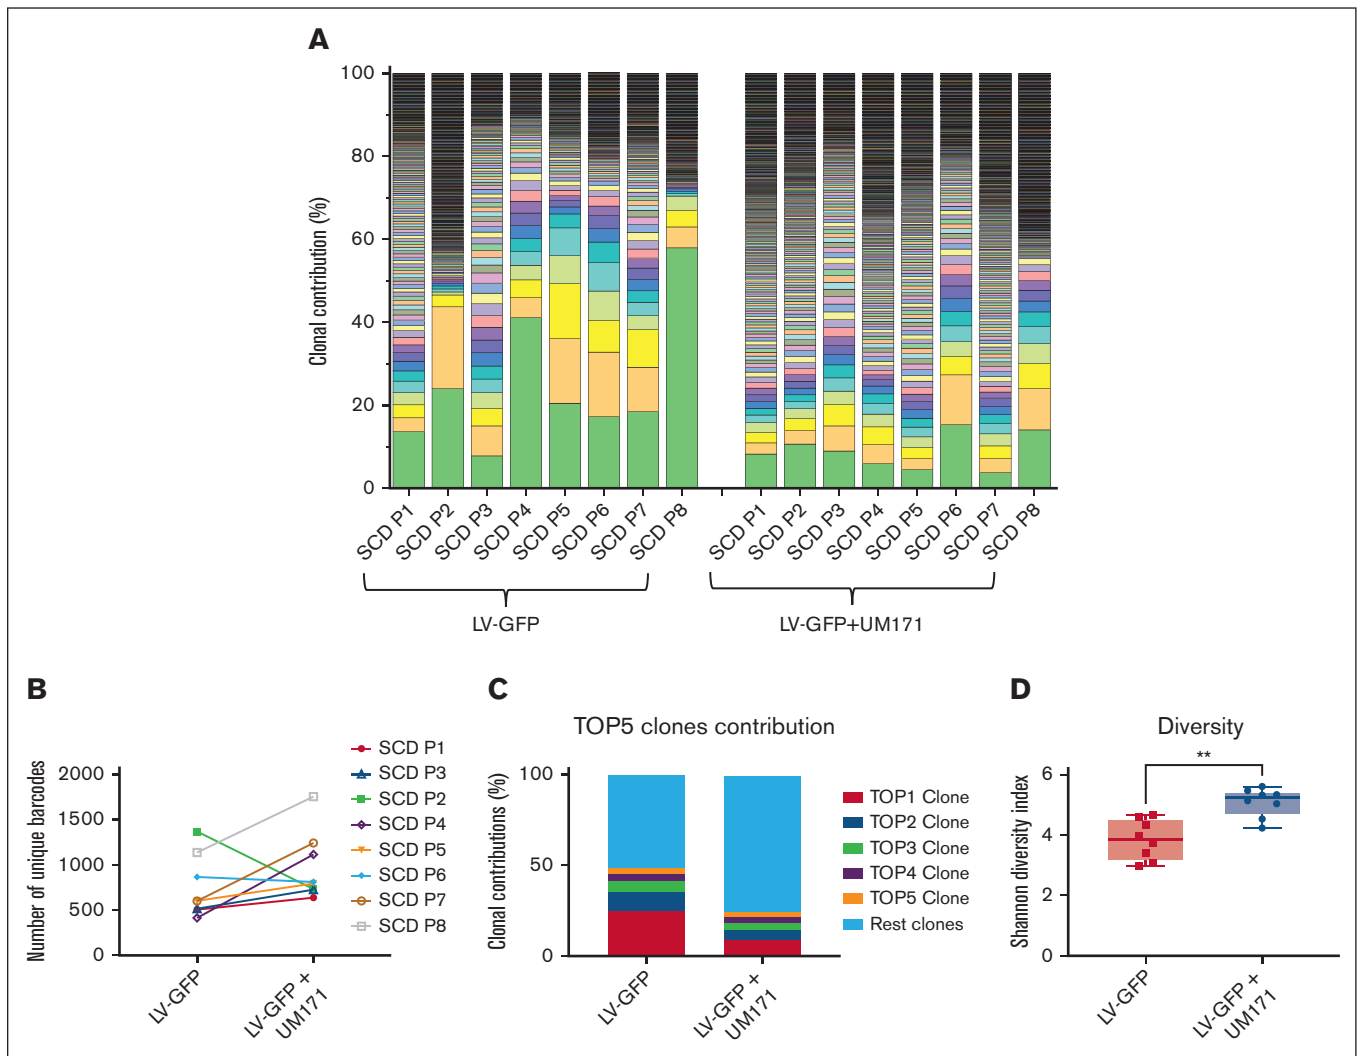 A
Clonal contribution (%)
100
80
60
40
20
0
SCD P1
SCD P2
SCD P3
SCD P4
SCD P5
SCD P6
SCD P7
SCD P8
SCD P1
SCD P2
SCD P3
SCD P4
SCD P5
SCD P6
SCD P7
SCD P8
LV-GFP
LV-GFP+UM171
B
Number of unique barcodes
2000
1500
1000
500
0
LV-GFP
LV-GFP +
UM171
SCD P1
SCD P3
SCD P2
SCD P4
SCD P5
SCD P6
SCD P7
SCD P8
C
TOP5 clones contribution
Clonal contributions (%)
100
50
0
LV-GFP
LV-GFP +
UM171
TOP1 Clone
TOP2 Clone
TOP3 Clone
TOP4 Clone
TOP5 Clone
Rest clones
D
Diversity
**
Shannon diversity index
6
4
2
0
LV-GFP
LV-GFP +
UM171